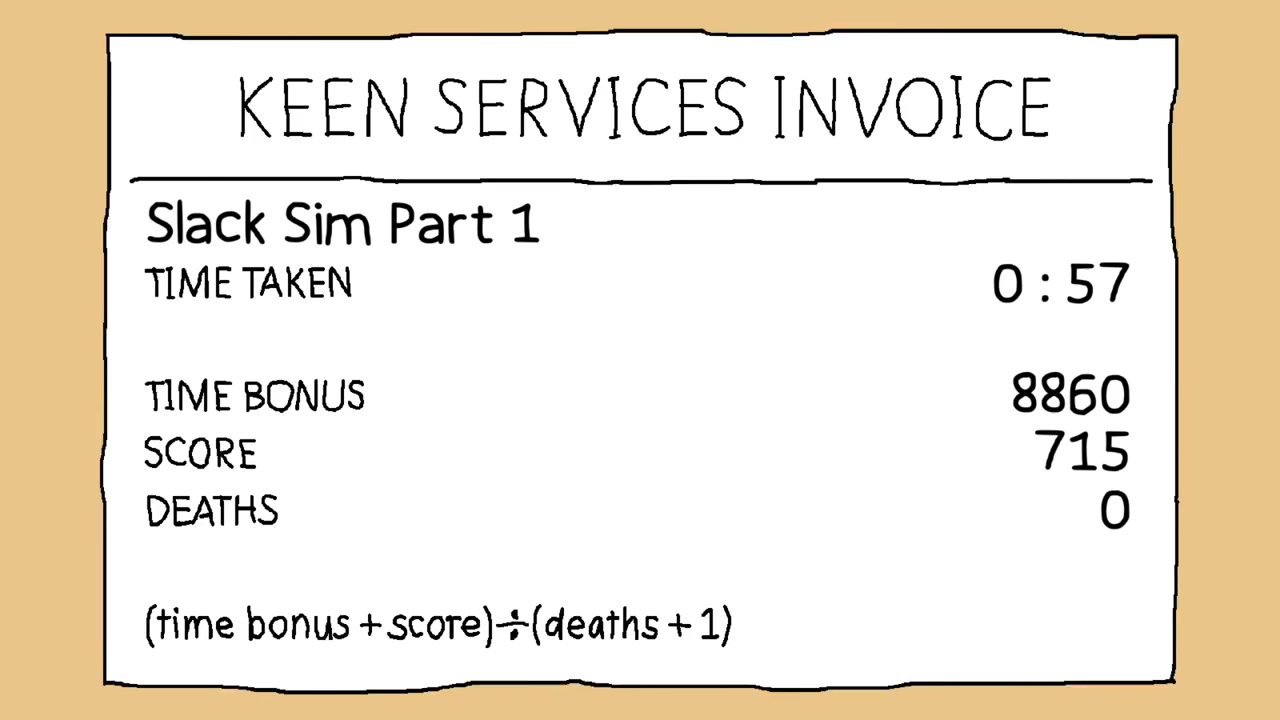 KEEN SERVICES INVOICE
Slack Sim Part 1
TIME TAKEN 0 : 57
TIME BONUS 8860
SCORE 715
DEATHS 0
(time bonus + score) ÷ (deaths + 1)